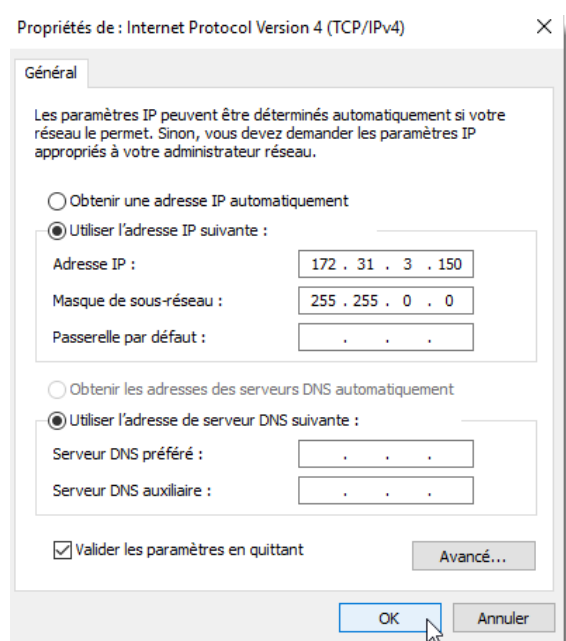 Propriétés de : Internet Protocol Version 4 (TCP/IPv4)
Général
Les paramètres IP peuvent être déterminés automatiquement si votre
réseau le permet. Sinon, vous devez demander les paramètres IP
appropriés à votre administrateur réseau.
Obtenir une adresse IP automatiquement
Utiliser l'adresse IP suivante :
Adresse IP : 172 . 31 . 3 . 150
Masque de sous-réseau : 255 . 255 . 0 . 0
Passerelle par défaut : . . .
Obtenir les adresses des serveurs DNS automatiquement
Utiliser l'adresse de serveur DNS suivante :
Serveur DNS préféré : . . .
Serveur DNS auxiliaire : . . .
Valider les paramètres en quittant
Avancé...
OK Annuler